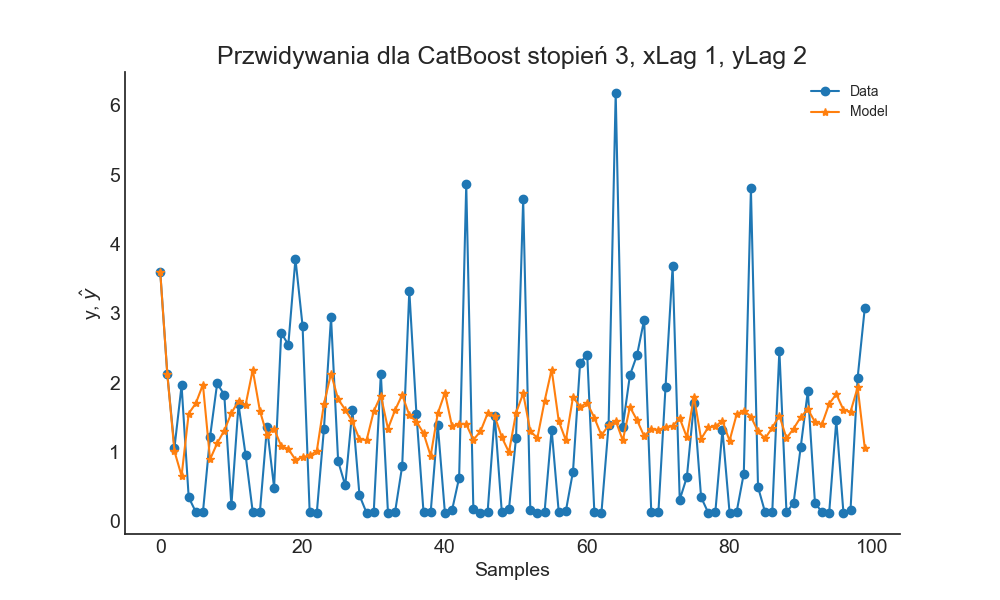 Przwidywania dla CatBoost stopień 3, xLag 1, yLag 2
Data
Model
6
5
4
3
2
1
0
y, ŷ
0 20 40 60 80 100
Samples